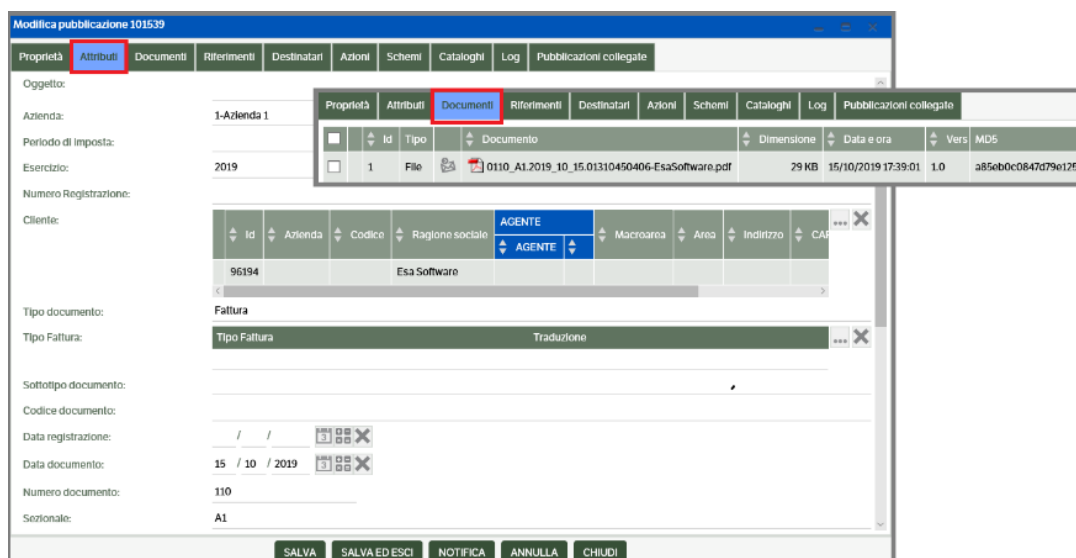 Modifica pubblicazione 101539
Proprietà Attributi Documenti Riferimenti Destinatari Azioni Schemi Cataloghi Log Pubblicazioni collegate
Oggetto:
Proprietà Attributi Documenti Riferimenti Destinatari Azioni Schemi Cataloghi Log Pubblicazioni collegate
Id Tipo Documento Dimensione Data e ora Vers MD5
1 File 0110_A1.2019_10_15.01310450406-EsaSoftware.pdf 29 KB 15/10/2019 17:39:01 1.0 a85eb0c0847d79e125
Azienda: 1-Azienda 1
Periodo di imposta:
Esercizio: 2019
Numero Registrazione:
Cliente: ...
AGENTE
Id Azienda Codice Ragione sociale AGENTE Macroarea Area Indirizzo CAP
96194 Esa Software
Tipo documento: Fattura
Tipo Fattura: Tipo Fattura Traduzione ...
Sottotipo documento:
Codice documento:
Data registrazione: / / 3
Data documento: 15 / 10 / 2019 3
Numero documento: 110
Sezionale: A1
SALVA SALVA ED ESCI NOTIFICA ANNULLA CHIUDI